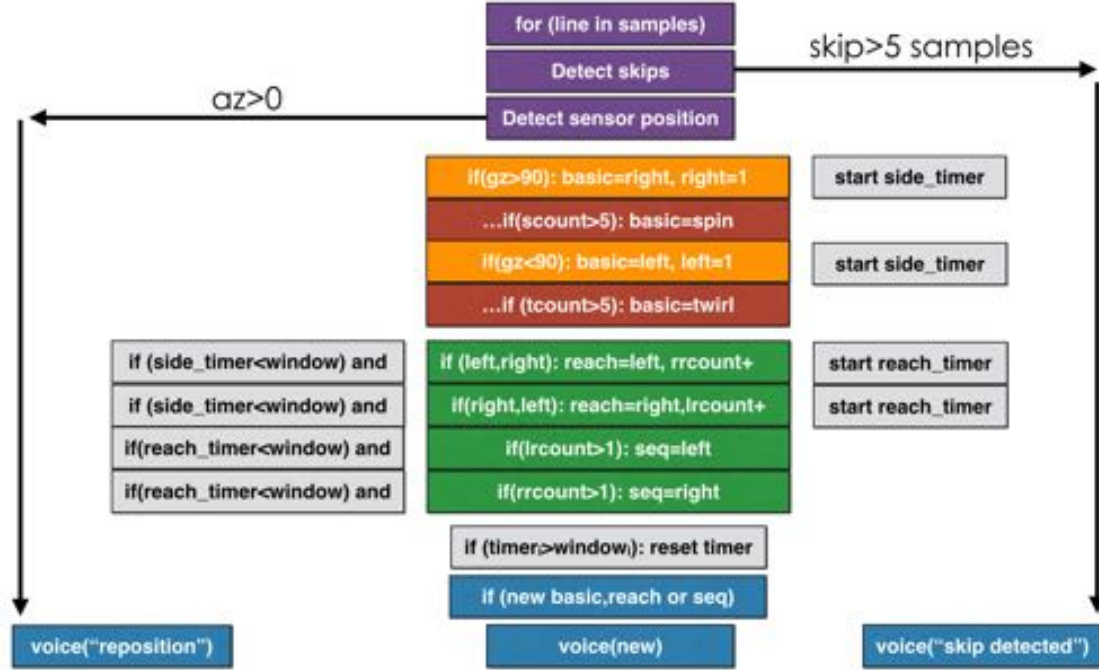 for (line in samples)
skip>5 samples
Detect skips
az>0
Detect sensor position
if(gz>90): basic=right, right=1
start side_timer
...if(scount>5): basic=spin
if(gz<90): basic=left, left=1
start side_timer
...if (tcount>5): basic=twirl
if (side_timer<window) and
if (left,right): reach=left, rrcount+
start reach_timer
if (side_timer<window) and
if(right,left): reach=right,lrcount+
start reach_timer
if(reach_timer<window) and
if(lrcount>1): seq=left
if(reach_timer<window) and
if(rrcount>1): seq=right
if (timerᵢ>windowᵢ): reset timer
if (new basic,reach or seq)
voice(“reposition”)
voice(new)
voice(“skip detected”)